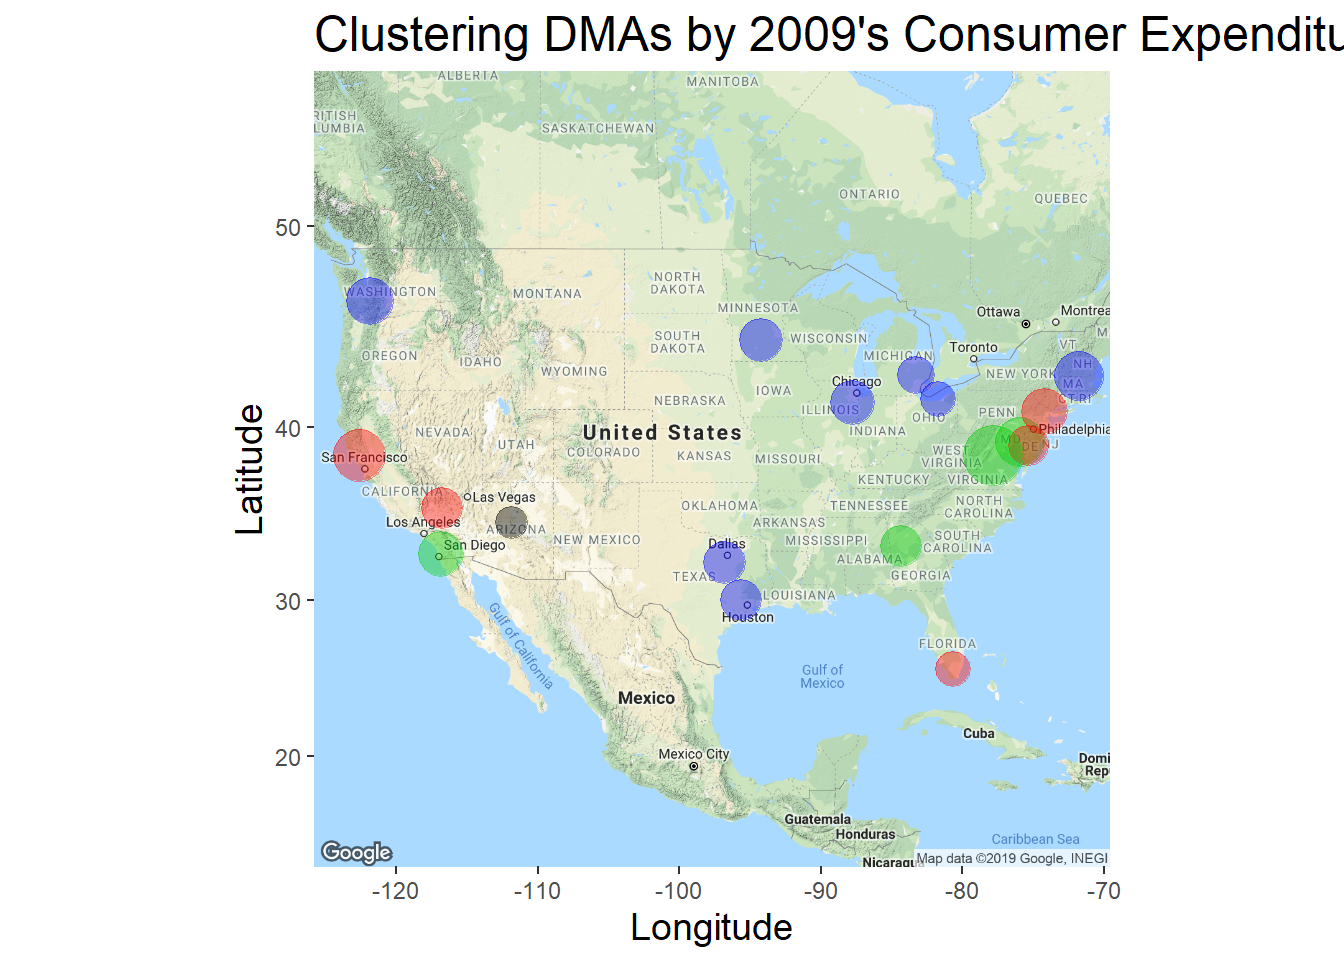 Clustering DMAs by 2009's Consumer Expenditu
ALBERTA
MANITOBA
RITISH
LUMBIA
SASKATCHEWAN
ONTARIO
QUEBEC
50
WASHINGTON
MONTANA
NORTH
DAKOTA
MINNESOTA
Ottawa
Montrea
OREGON
IDAHO
SOUTH
DAKOTA
WISCONSIN
MICHIGAN
Toronto
VT
M
NH
WYOMING
NEW YORK
MA
CT RI
IOWA
Chicago
NEBRASKA
ILLINOIS
OHIO
PENN
40
NEVADA
UTAH
United States
COLORADO
KANSAS
INDIANA
MISSOURI
WEST
VIRGINIA
MD
DE
NJ
Philadelphia
San Francisco
CALIFORNIA
Las Vegas
KENTUCKY
VIRGINIA
Los Angeles
ARIZONA
NEW MEXICO
OKLAHOMA
ARKANSAS
TENNESSEE
NORTH
CAROLINA
San Diego
Dallas
MISSISSIPPI
ALABAMA
SOUTH
CAROLINA
TEXAS
GEORGIA
30
LOUISIANA
Houston
Gulf of California
FLORIDA
Gulf of
Mexico
Mexico
Cuba
20
Mexico City
Domi
Repu
Guatemala
Honduras
Caribbean Sea
Nicaragu
Google
Map data ©2019 Google, INEGI
-120
-110
-100
-90
-80
-70
Longitude
Latitude